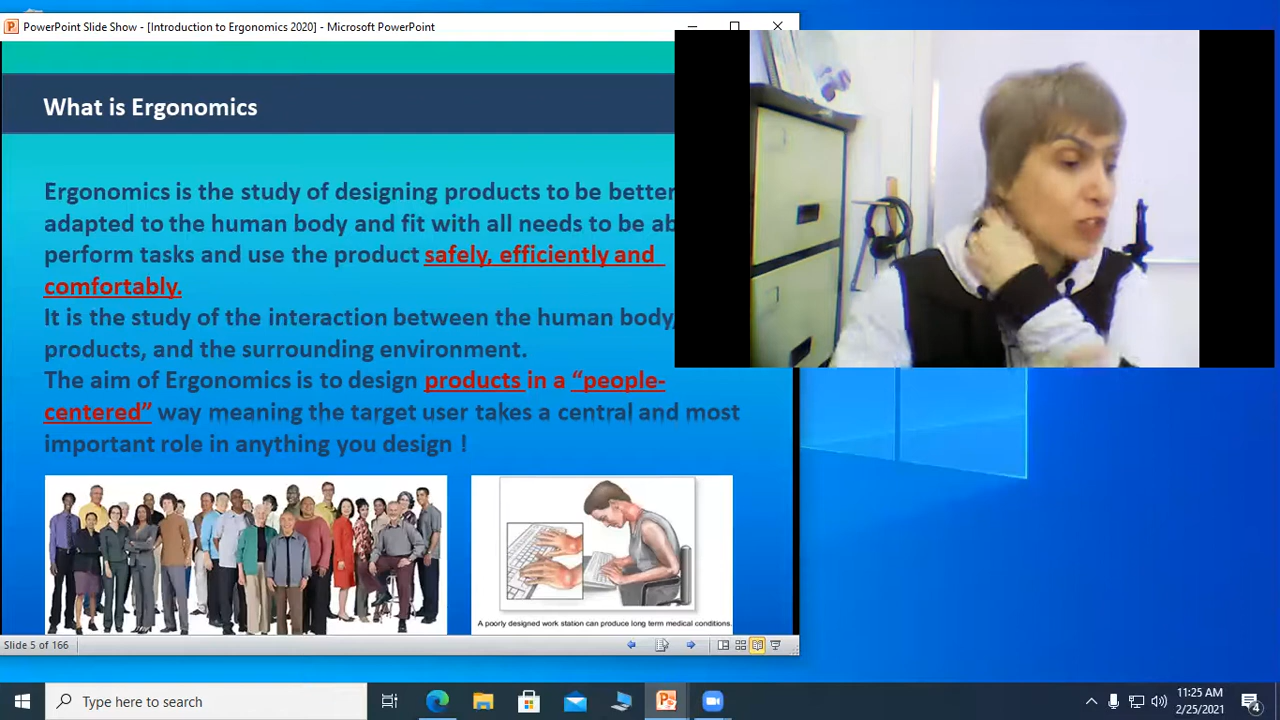 PowerPoint Slide Show - [Introduction to Ergonomics 2020] - Microsoft PowerPoint
What is Ergonomics
Ergonomics is the study of designing products to be better
adapted to the human body and fit with all needs to be ab
perform tasks and use the product safely, efficiently and
comfortably.
It is the study of the interaction between the human body,
products, and the surrounding environment.
The aim of Ergonomics is to design products in a “people-
centered” way meaning the target user takes a central and most
important role in anything you design !
A poorly designed work station can produce long term medical conditions.
Slide 5 of 166
Type here to search
11:25 AM
2/25/2021
4